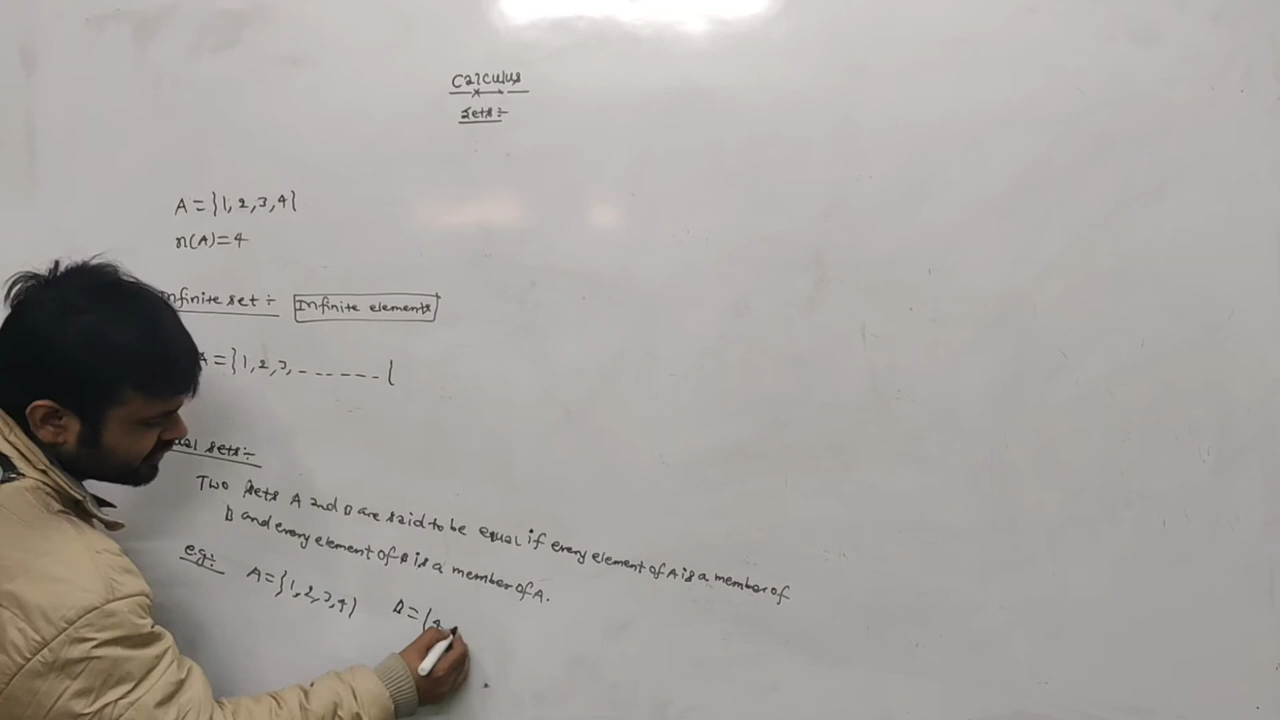 Calculus
Sets :-
A = {1, 2, 3, 4}
n(A) = 4
Infinite set :- Infinite elements
A = {1, 2, 3, - - - - - - }
sets :-
Two sets A and B are said to be equal if every element of A is a member of
B and every element of B is a member of A.
e.g:- A = {1, 2, 3, 4} B = {4